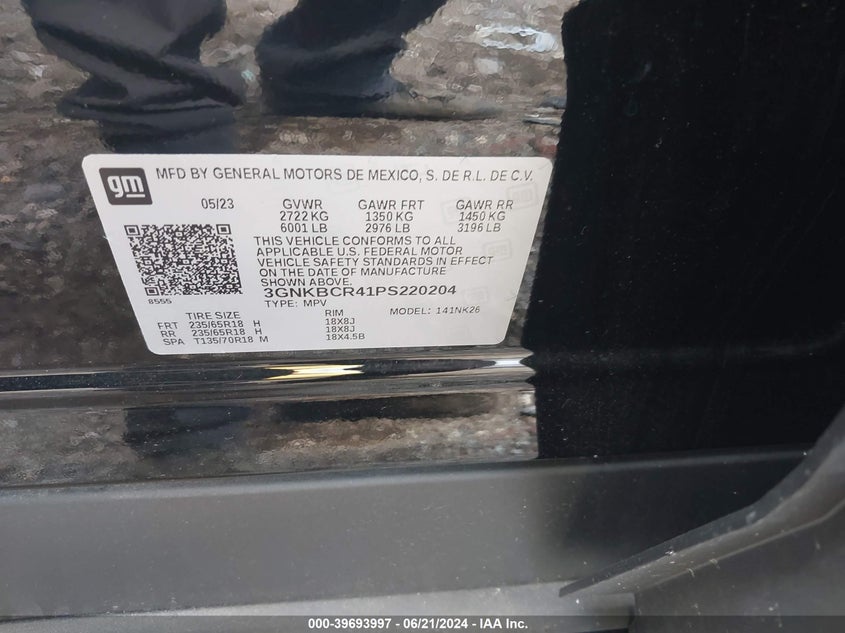 gm MFD BY GENERAL MOTORS DE MEXICO, S. DE R.L. DE C.V.
05/23 GVWR GAWR FRT GAWR RR
2722 KG 1350 KG 1450 KG
6001 LB 2976 LB 3196 LB
THIS VEHICLE CONFORMS TO ALL
APPLICABLE U.S. FEDERAL MOTOR
VEHICLE SAFETY STANDARDS IN EFFECT
ON THE DATE OF MANUFACTURE
SHOWN ABOVE.
3GNKBCR41PS220204
8555 TYPE: MPV MODEL: 141NK26
TIRE SIZE RIM
FRT 235/65R18 H 18X8J
RR 235/65R18 H 18X8J
SPA T135/70R18 M 18X4.5B
000-39693997 - 06/21/2024 - IAA Inc.